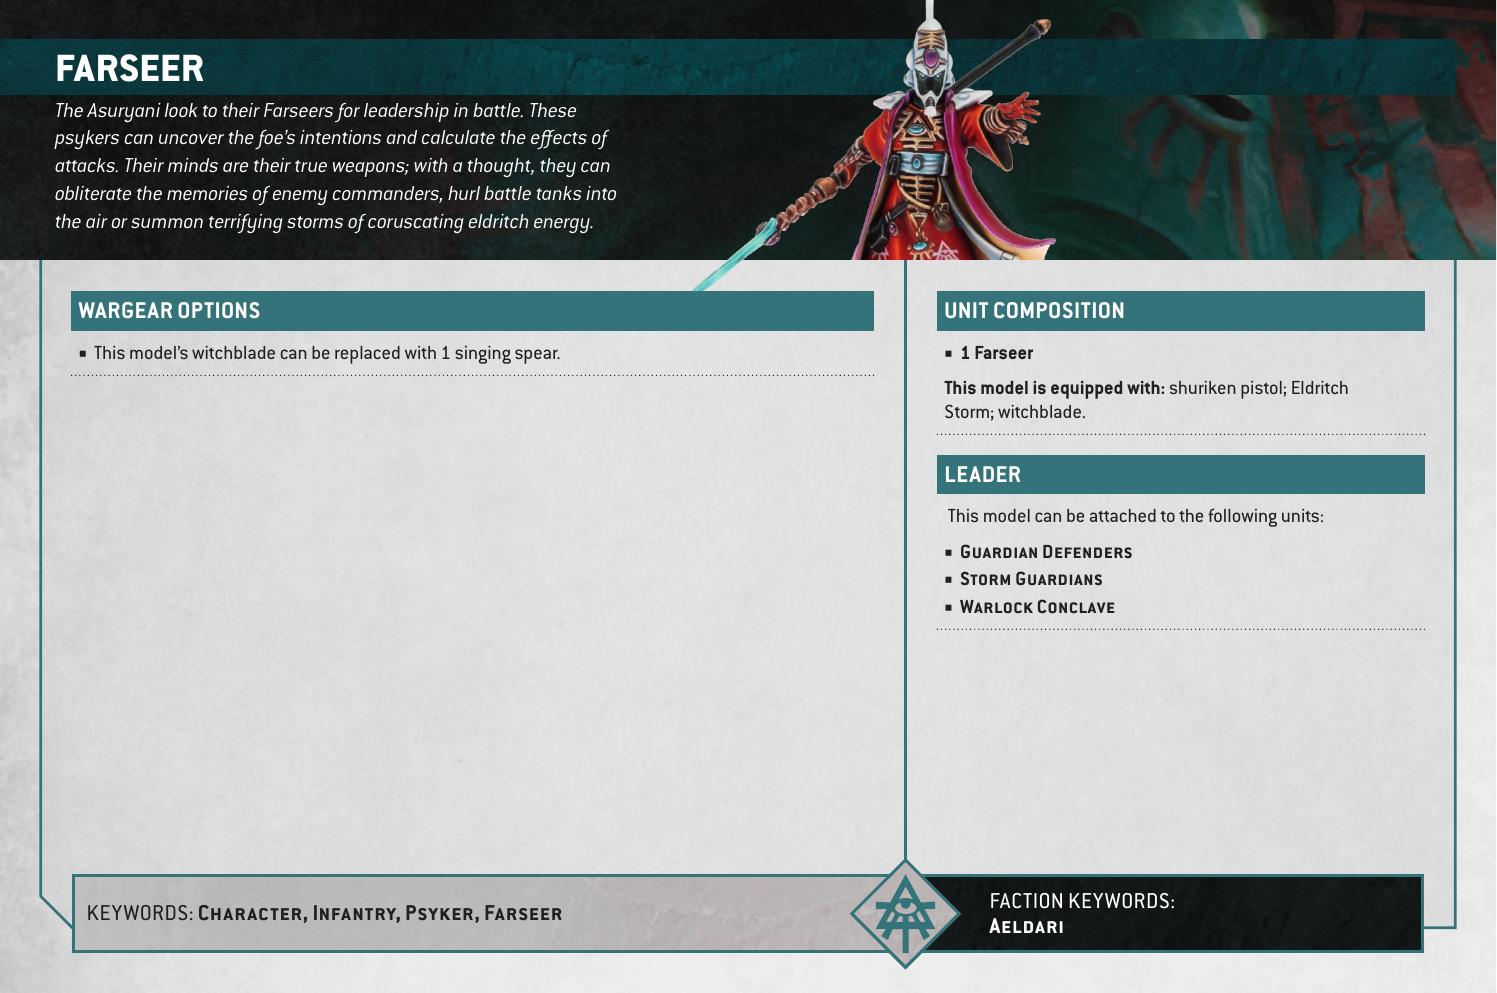 FARSEER
The Asuryani look to their Farseers for leadership in battle. These
psykers can uncover the foe's intentions and calculate the effects of
attacks. Their minds are their true weapons; with a thought, they can
obliterate the memories of enemy commanders, hurl battle tanks into
the air or summon terrifying storms of coruscating eldritch energy.
WARGEAR OPTIONS
▪ This model's witchblade can be replaced with 1 singing spear.
UNIT COMPOSITION
▪ 1 Farseer
This model is equipped with: shuriken pistol; Eldritch
Storm; witchblade.
LEADER
This model can be attached to the following units:
▪ Guardian Defenders
▪ Storm Guardians
▪ Warlock Conclave
KEYWORDS: Character, Infantry, Psyker, Farseer
FACTION KEYWORDS:
Aeldari